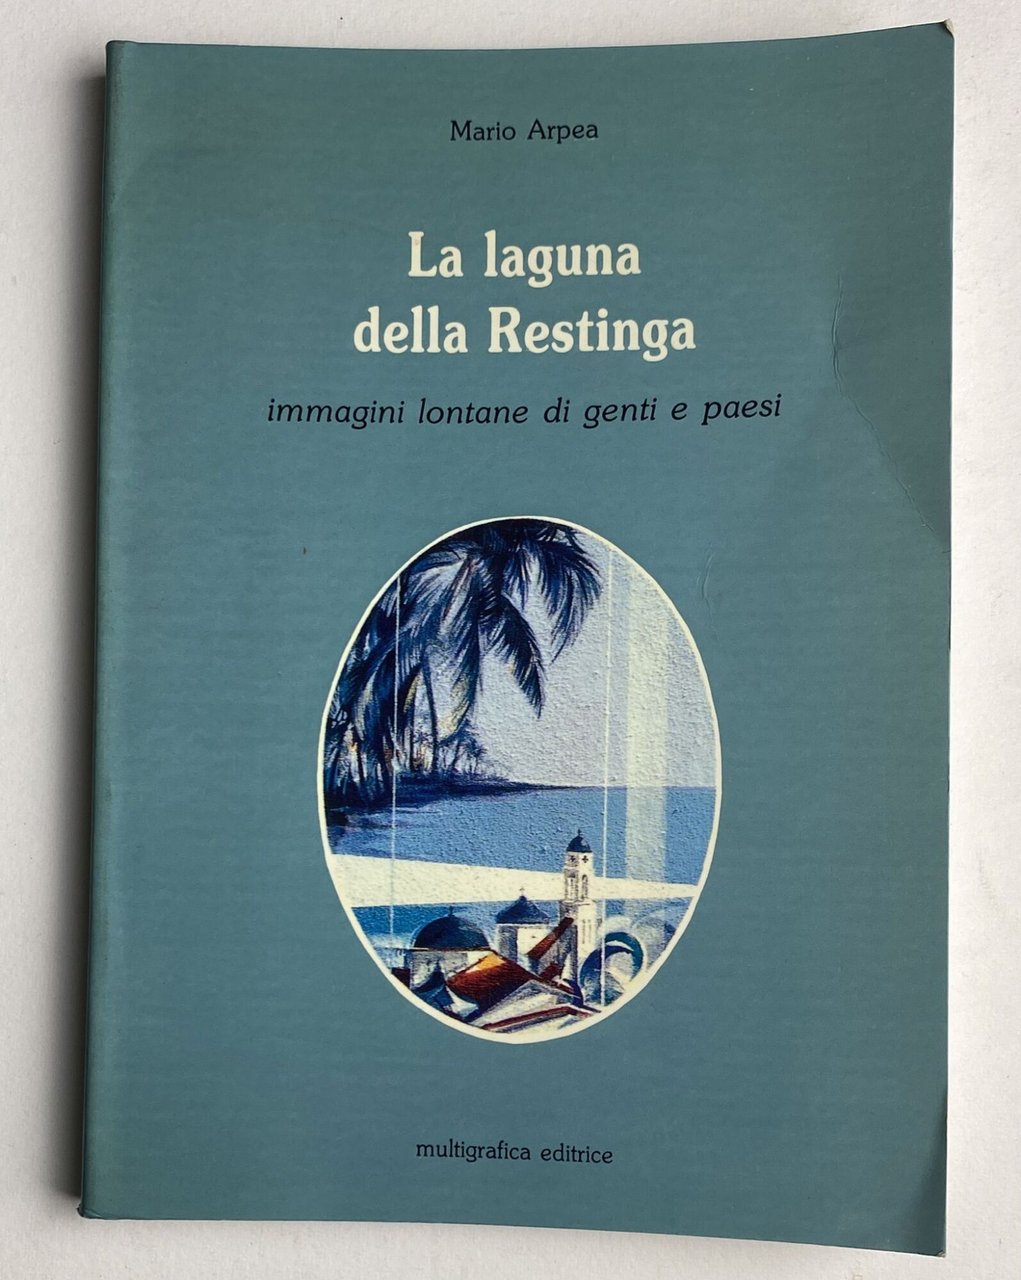 Mario Arpea
La laguna
della Restinga
immagini lontane di genti e paesi
multigrafica editrice